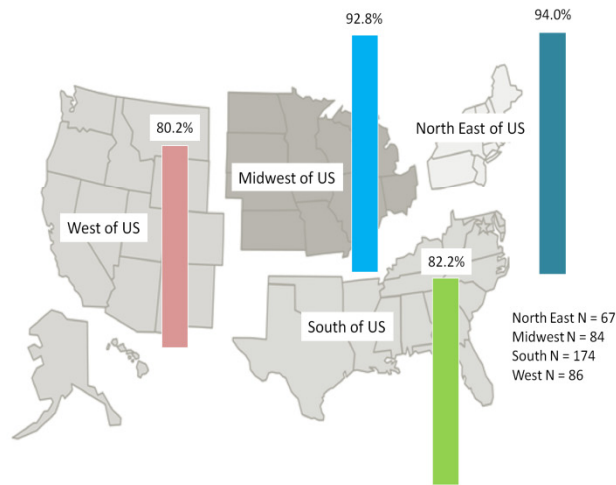 92.8%
94.0%
80.2%
North East of US
Midwest of US
West of US
82.2%
South of US
North East N = 67
Midwest N = 84
South N = 174
West N = 86